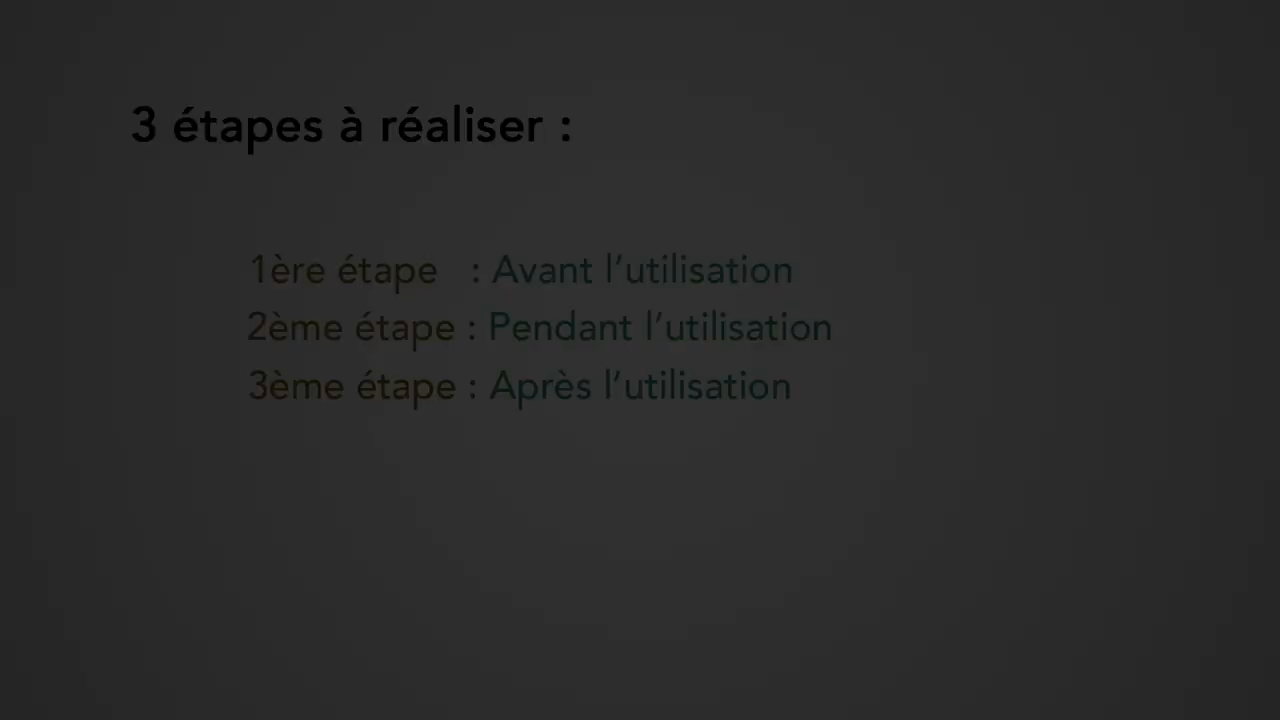 3 étapes à réaliser :
1ère étape : Avant l’utilisation
2ème étape : Pendant l’utilisation
3ème étape : Après l’utilisation